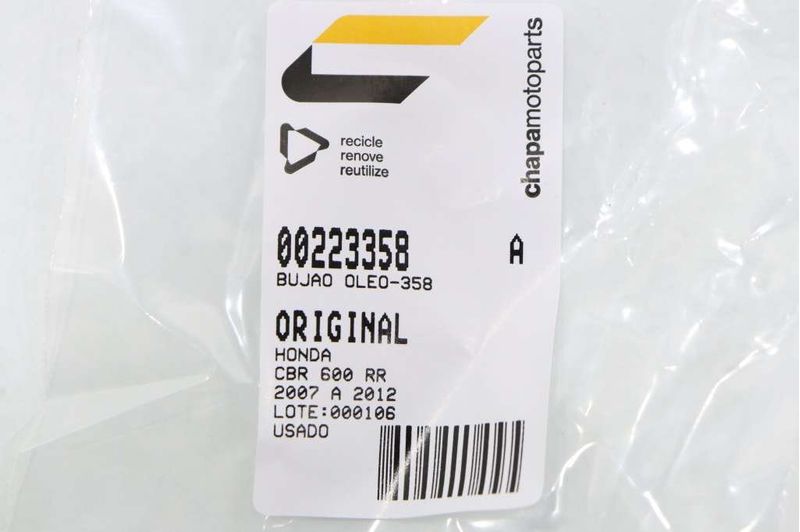 chapamotoparts
recicle
renove
reutilize
00223358 A
BUJAO OLEO-358
ORIGINAL
HONDA
CBR 600 RR
2007 A 2012
LOTE:000106
USADO